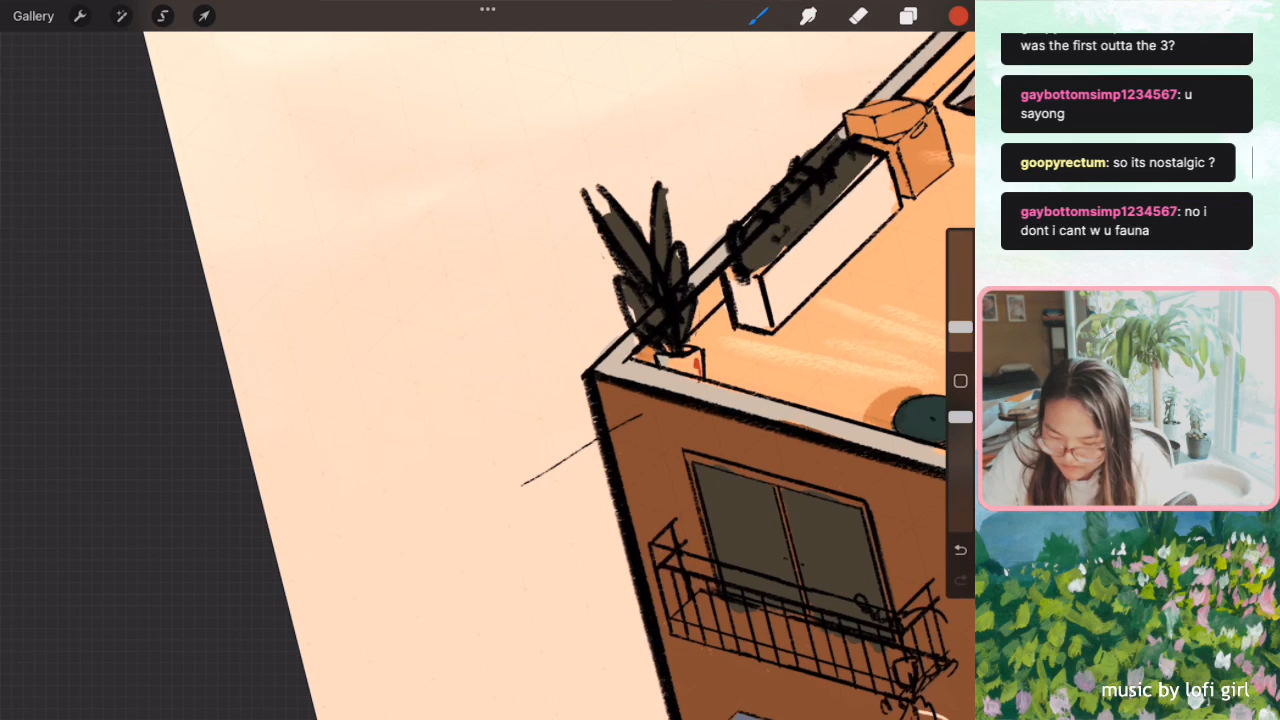 Gallery
was the first outta the 3?
gaybottomsimp1234567: u
sayong
goopyrectum: so its nostalgic ?
gaybottomsimp1234567: no i
dont i cant w u fauna
music by lofi girl